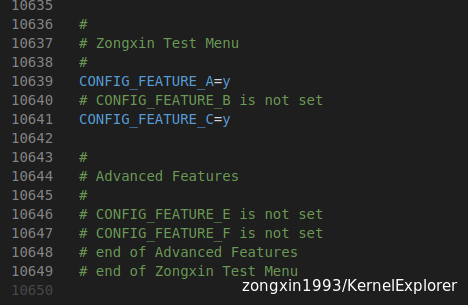 10635
10636 #
10637 # Zongxin Test Menu
10638 #
10639 CONFIG_FEATURE_A=y
10640 # CONFIG_FEATURE_B is not set
10641 CONFIG_FEATURE_C=y
10642
10643 #
10644 # Advanced Features
10645 #
10646 # CONFIG_FEATURE_E is not set
10647 # CONFIG_FEATURE_F is not set
10648 # end of Advanced Features
10649 # end of Zongxin Test Menu
10650
zongxin1993/KernelExplorer